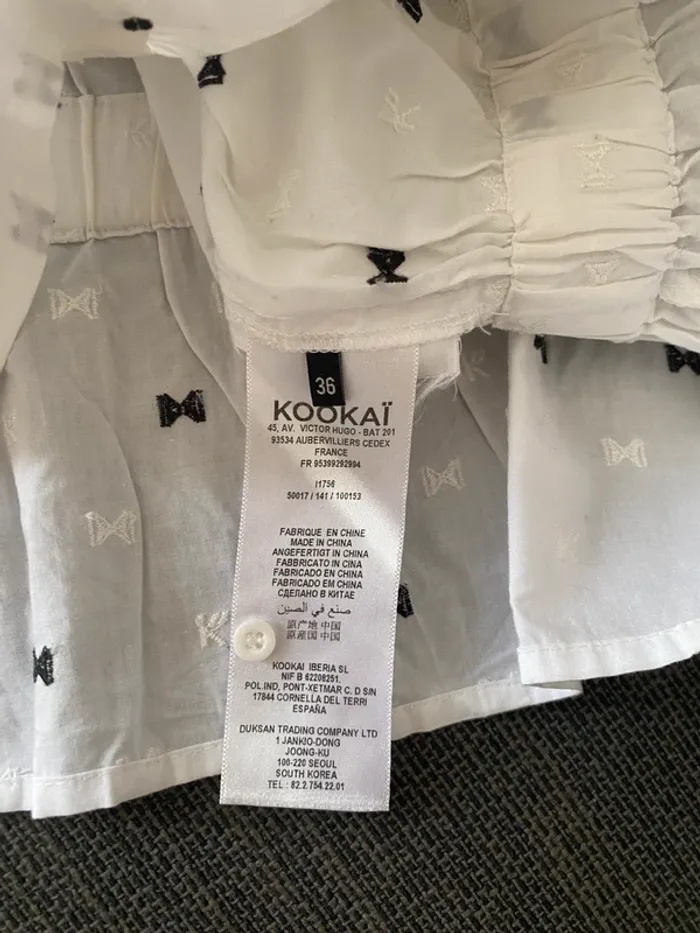 36
KOOKAÏ
45, AV. VICTOR HUGO - BAT 201
93534 AUBERVILLIERS CEDEX
FRANCE
FR 95399292994
I1756
50017 / 141 / 100153
FABRIQUE EN CHINE
MADE IN CHINA
ANGEFERTIGT IN CHINA
FABBRICATO IN CINA
FABRICADO EN CHINA
FABRICADO EM CHINA
СДЕЛАНО В КИТАЕ
صنع في الصين
原产地 中国
原產国 中国
KOOKAI IBERIA SL
NIF B 62208251.
POL.IND, PONT-XETMAR C. D S/N
17844 CORNELLA DEL TERRI
ESPAÑA
DUKSAN TRADING COMPANY LTD
1 JANKIO-DONG
JOONG-KU
100-220 SEOUL
SOUTH KOREA
TEL : 82.2.754.22.01